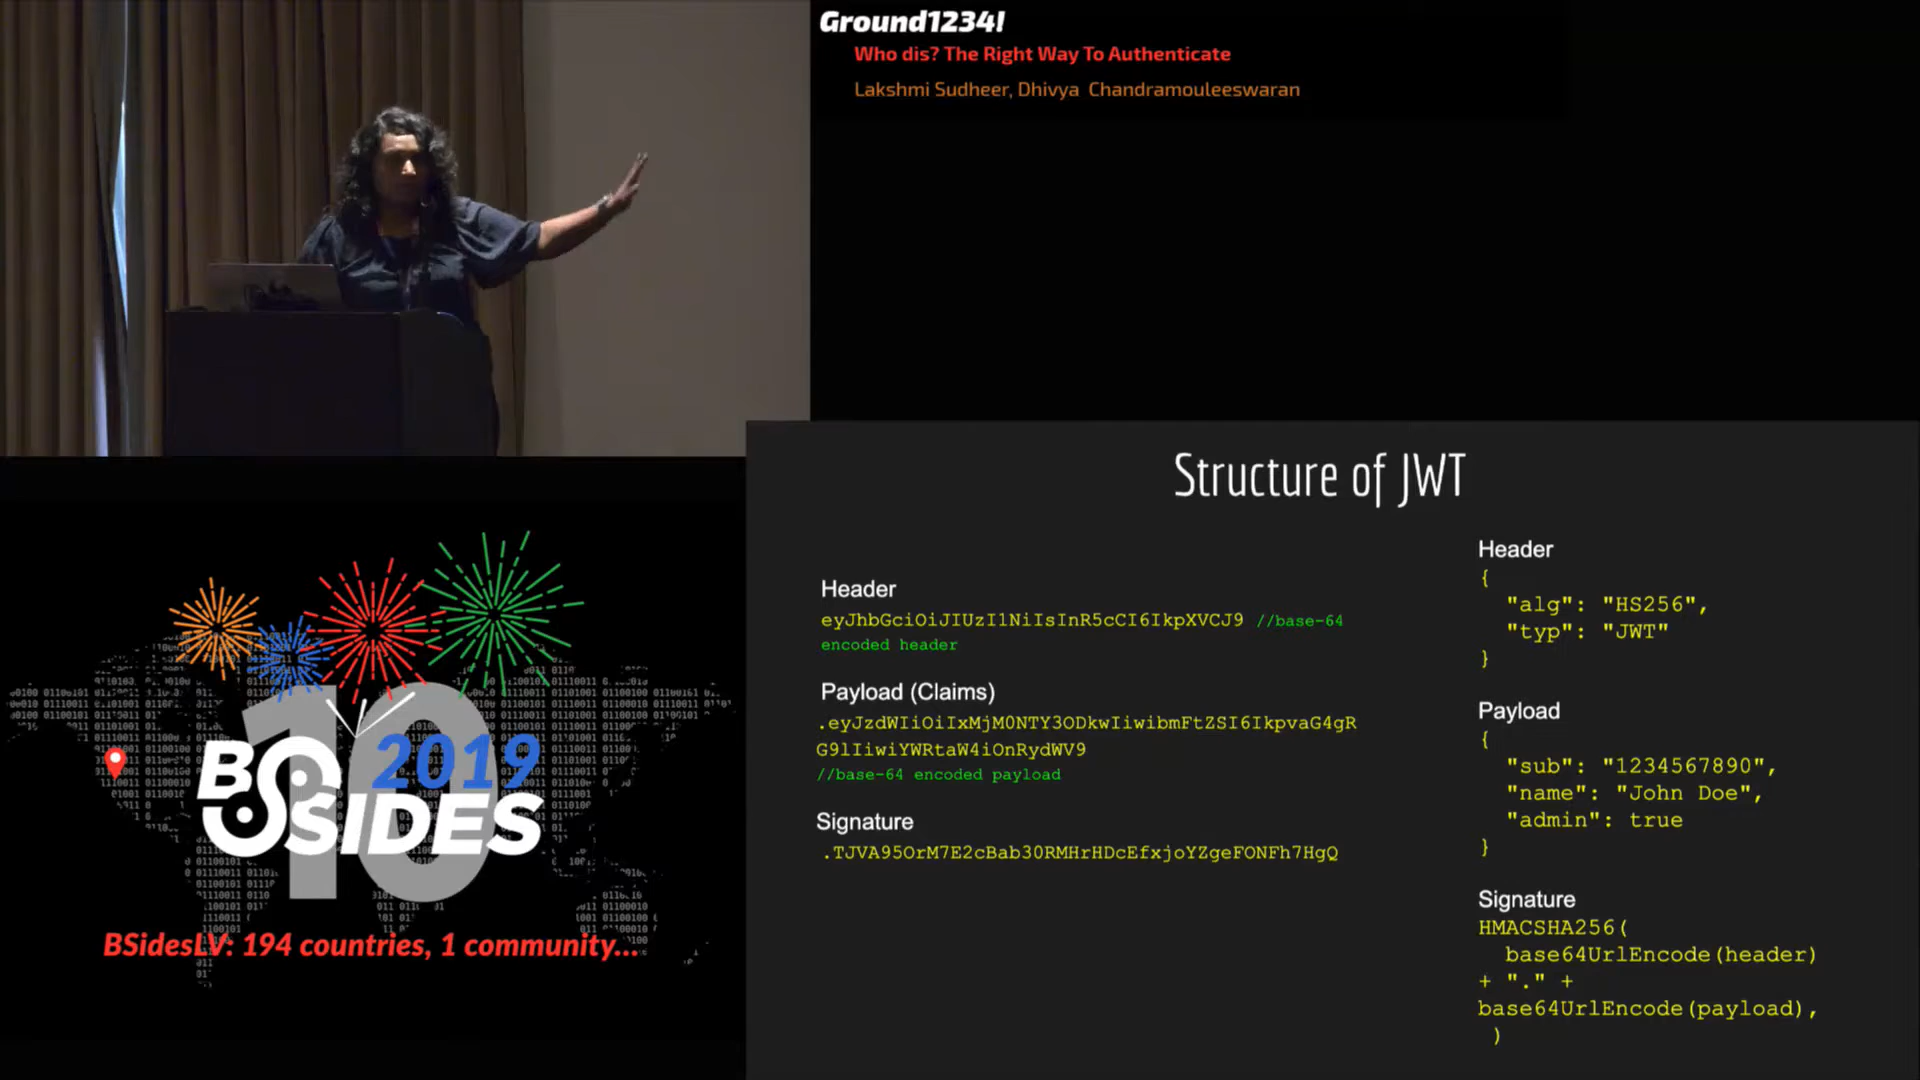 Ground1234!
Who dis? The Right Way To Authenticate
Lakshmi Sudheer, Dhivya Chandramouleeswaran
Structure of JWT
Header
eyJhbGciOiJIUzI1NiIsInR5cCI6IkpXVCJ9 //base-64
encoded header
Payload (Claims)
.eyJzdWIiOiIxMjM0NTY3ODkwIiwibmFtZSI6IkpvaG4gR
G9lIiwiYWRtaW4iOnRydWV9
//base-64 encoded payload
Signature
.TJVA95OrM7E2cBab30RMHrHDcEfxjoYZgeFONFh7HgQ
Header
{
"alg": "HS256",
"typ": "JWT"
}
Payload
{
"sub": "1234567890",
"name": "John Doe",
"admin": true
}
Signature
HMACSHA256(
base64UrlEncode(header)
+ "." +
base64UrlEncode(payload),
)
10
2019
BSIDES
BSidesLV: 194 countries, 1 community...